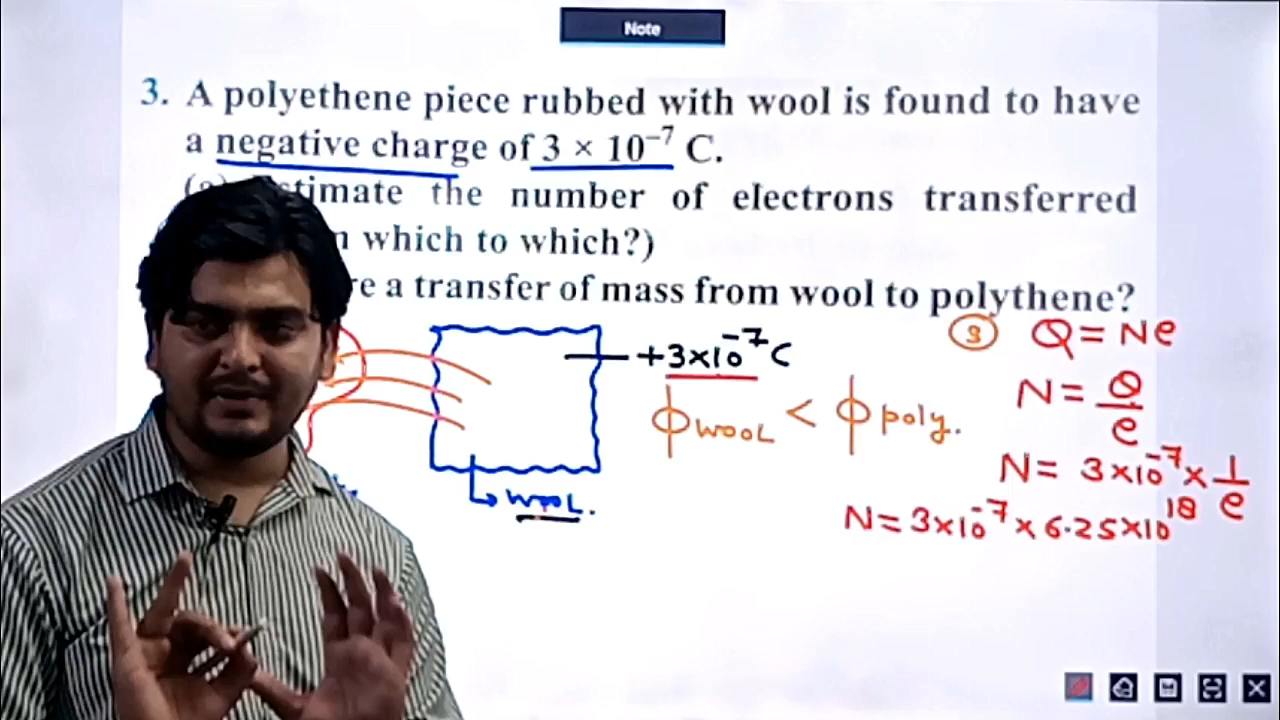 Note
3. A polyethene piece rubbed with wool is found to have
a negative charge of 3 × 10⁻⁷ C.
the number of electrons transferred
which to which?)
a transfer of mass from wool to polythene?
+3×10⁻⁷ C
ϕwool < ϕpoly.
wool.
③ Q = Ne
N = Q/e
N = 3×10⁻⁷ × 1/e
N = 3×10⁻⁷ × 6.25×10¹⁸